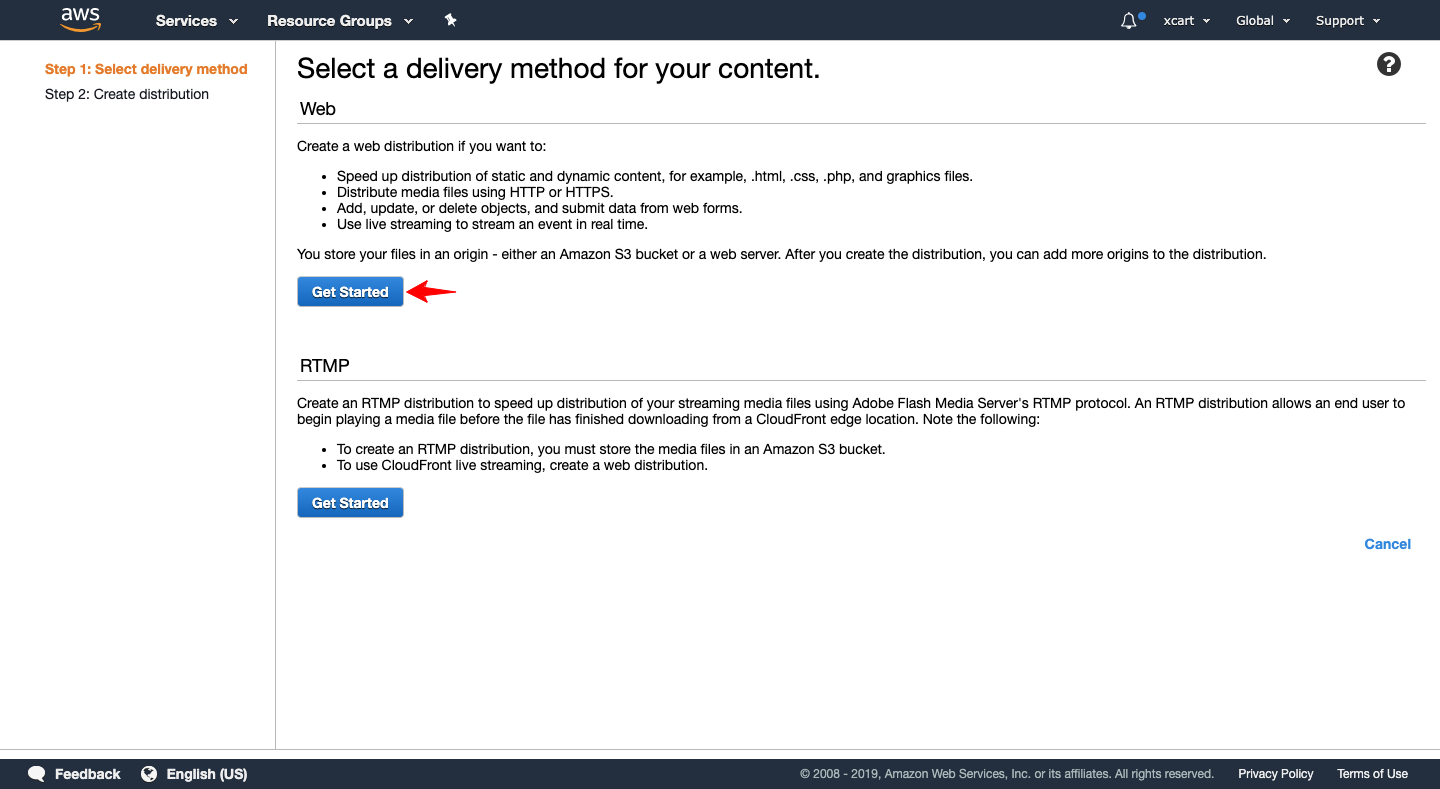 aws Services Resource Groups xcart Global Support
Step 1: Select delivery method
Step 2: Create distribution
Select a delivery method for your content.
?
Web
Create a web distribution if you want to:
• Speed up distribution of static and dynamic content, for example, .html, .css, .php, and graphics files.
• Distribute media files using HTTP or HTTPS.
• Add, update, or delete objects, and submit data from web forms.
• Use live streaming to stream an event in real time.
You store your files in an origin - either an Amazon S3 bucket or a web server. After you create the distribution, you can add more origins to the distribution.
Get Started
RTMP
Create an RTMP distribution to speed up distribution of your streaming media files using Adobe Flash Media Server's RTMP protocol. An RTMP distribution allows an end user to
begin playing a media file before the file has finished downloading from a CloudFront edge location. Note the following:
• To create an RTMP distribution, you must store the media files in an Amazon S3 bucket.
• To use CloudFront live streaming, create a web distribution.
Get Started
Cancel
Feedback English (US) © 2008 - 2019, Amazon Web Services, Inc. or its affiliates. All rights reserved. Privacy Policy Terms of Use